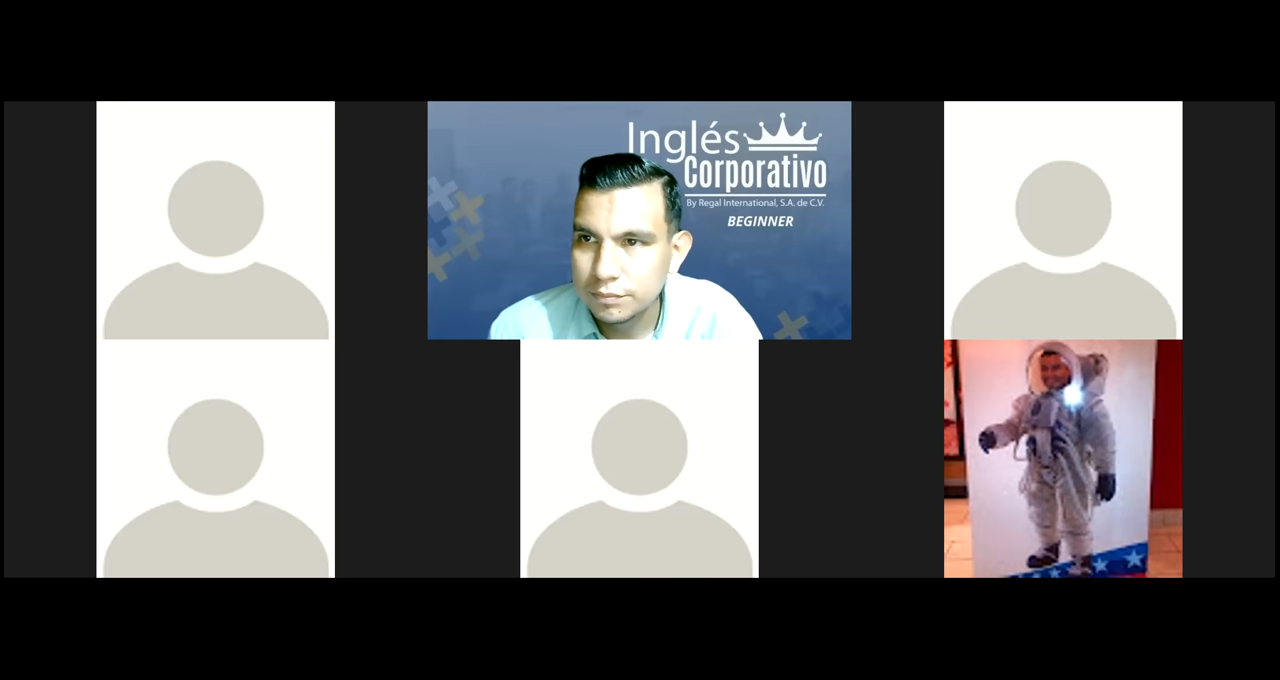 Inglés
Corporativo
By Regal International, S.A. de C.V.
BEGINNER